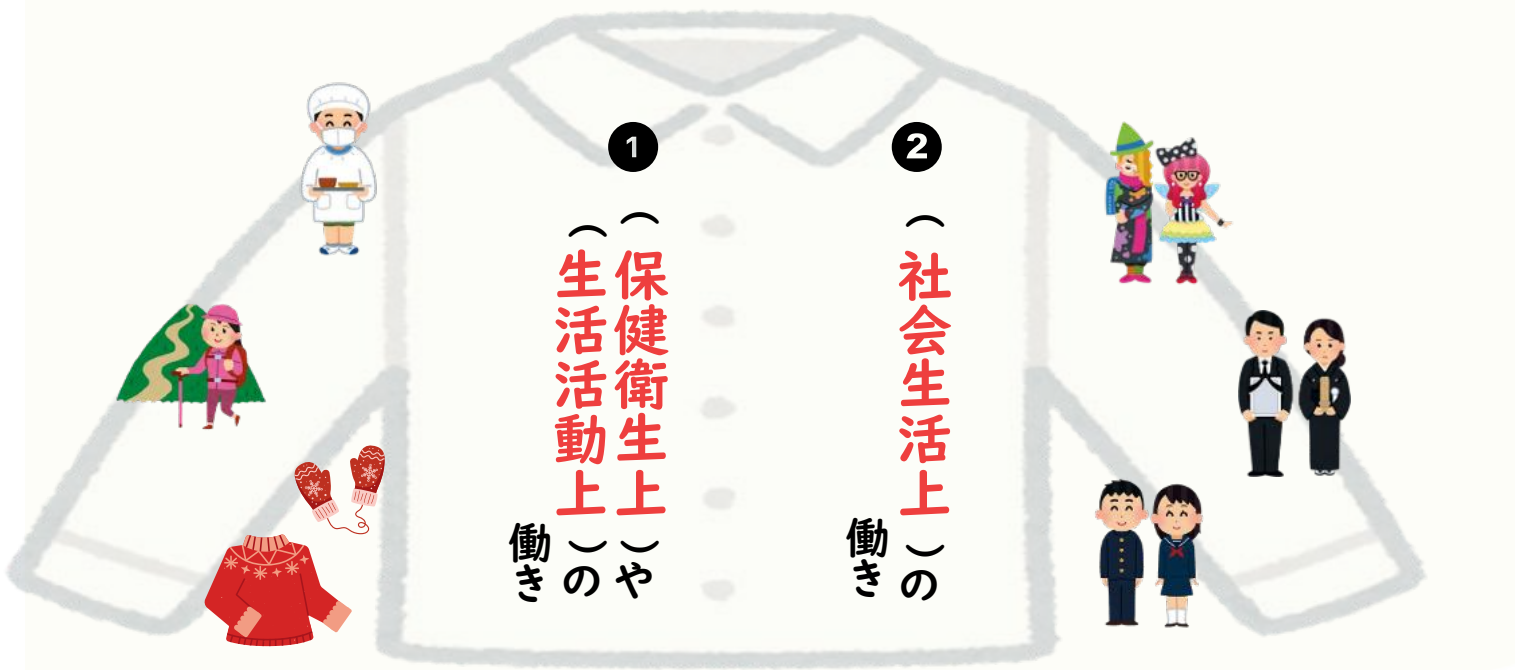 ❶
（保健衛生上）や
（生活活動上）の
働き
❷
（社会生活上）の
働き